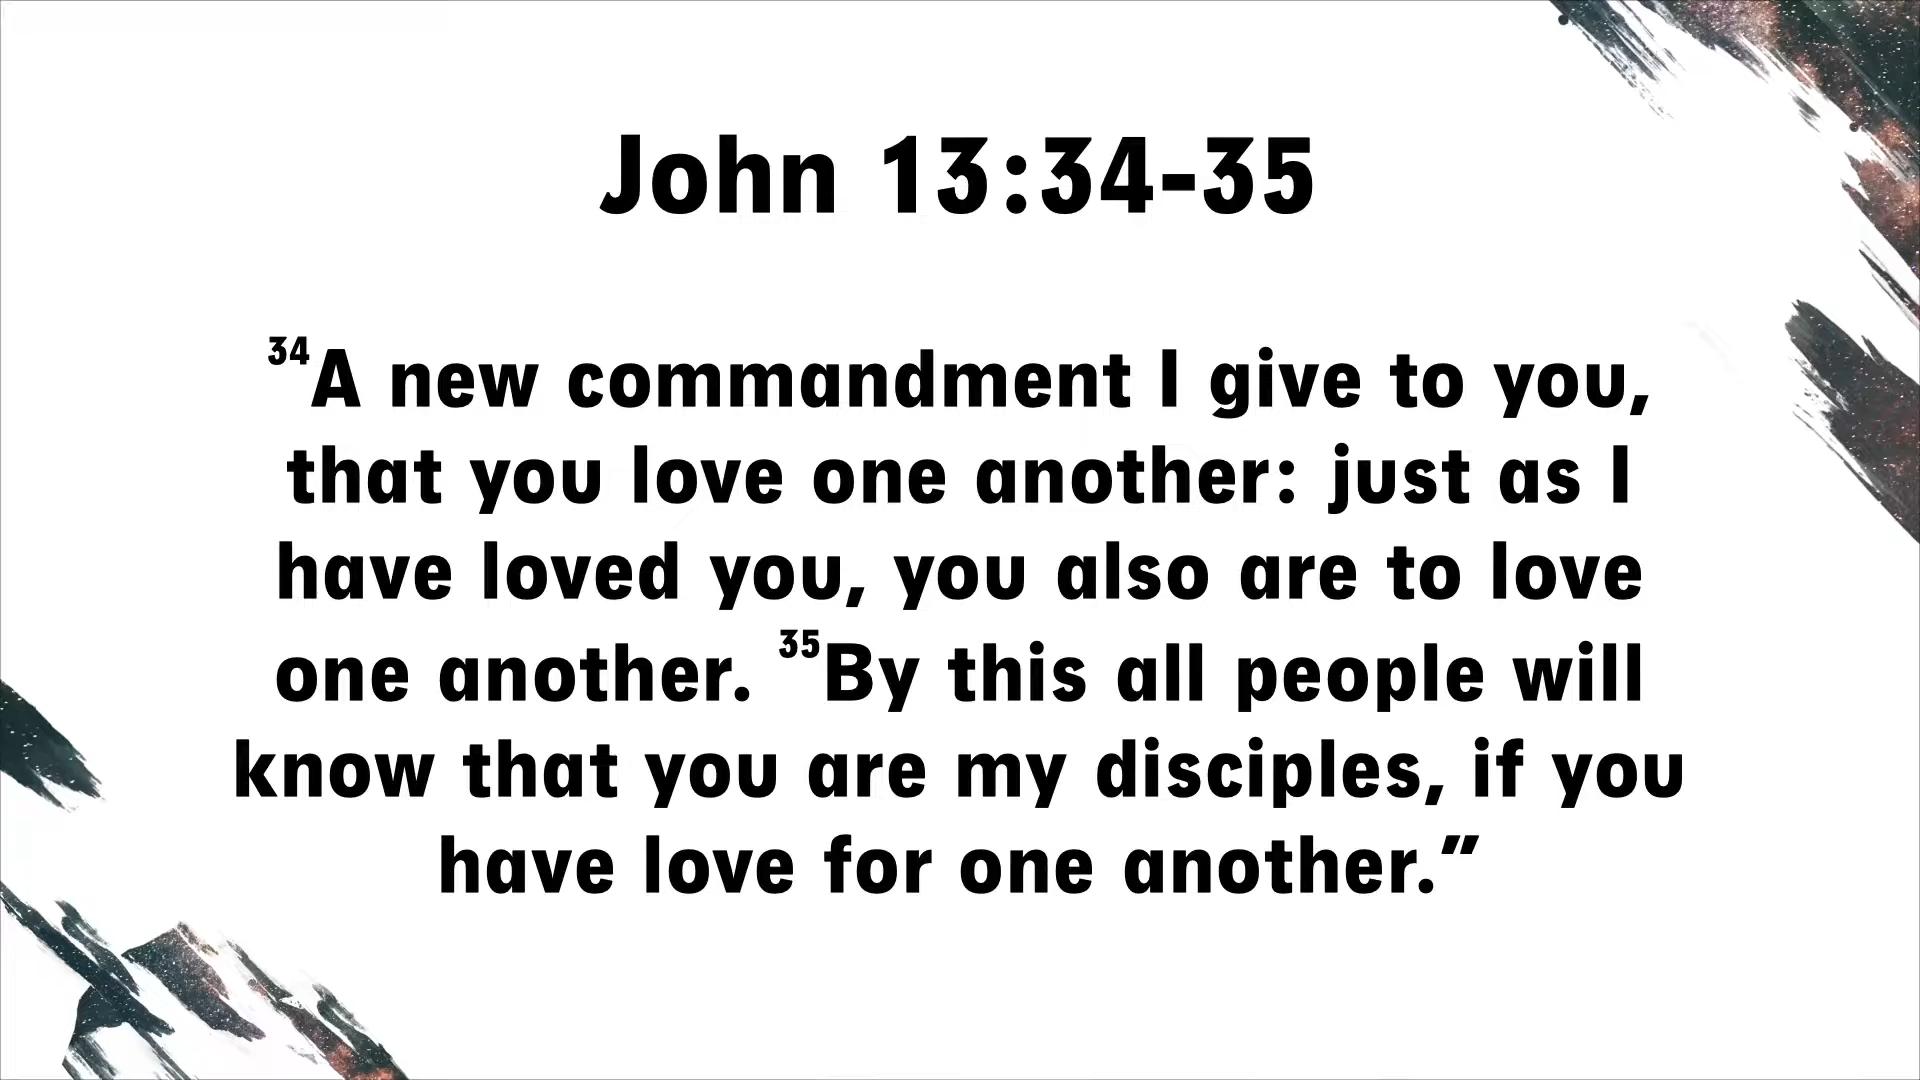 John 13:34-35
³⁴A new commandment I give to you,
that you love one another: just as I
have loved you, you also are to love
one another. ³⁵By this all people will
know that you are my disciples, if you
have love for one another.”